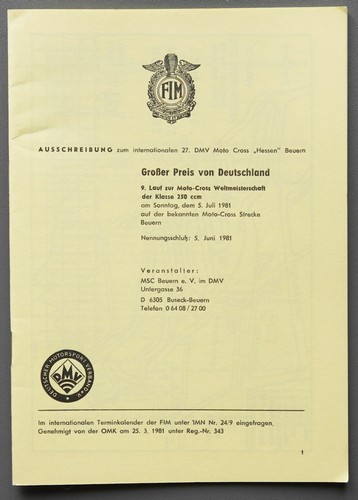 FIM
AUSSCHREIBUNG zum internationalen 27. DMV Moto Cross „Hessen" Beuern
Großer Preis von Deutschland
9. Lauf zur Moto-Cross Weltmeisterschaft
der Klasse 250 ccm
am Sonntag, dem 5. Juli 1981
auf der bekannten Moto-Cross Strecke
Beuern
Nennungsschluß: 5. Juni 1981
Veranstalter:
MSC Beuern e. V. im DMV
Untergasse 36
D 6305 Buseck-Beuern
Telefon 0 64 08 / 27 00
DEUTSCHER MOTORSPORT VERBAND e.V.
DMV
Im internationalen Terminkalender der FIM unter IMN Nr. 24/9 eingetragen.
Genehmigt von der OMK am 25. 3. 1981 unter Reg.-Nr. 343
1